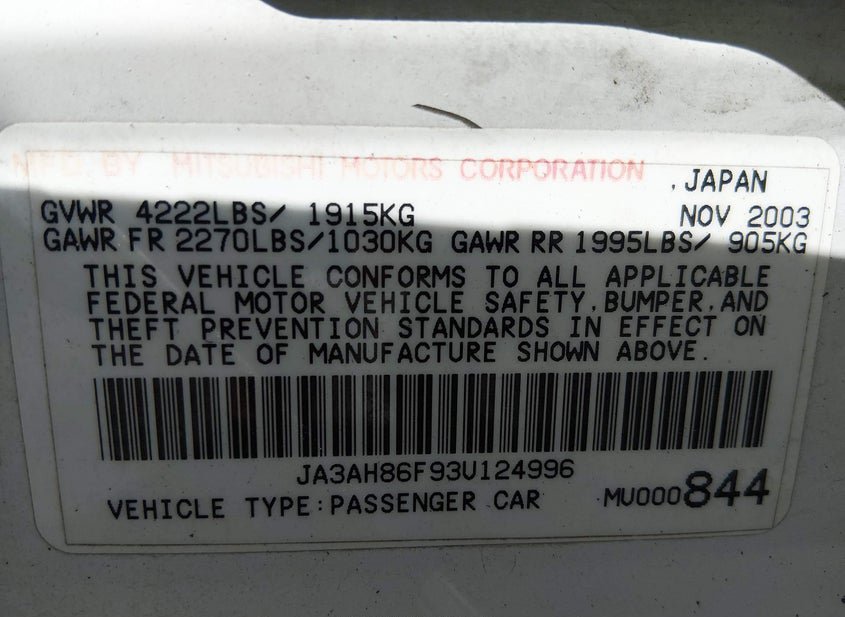 MFD. BY MITSUBISHI MOTORS CORPORATION
, JAPAN
GVWR 4222LBS/ 1915KG NOV 2003
GAWR FR 2270LBS/1030KG GAWR RR 1995LBS/ 905KG
THIS VEHICLE CONFORMS TO ALL APPLICABLE
FEDERAL MOTOR VEHICLE SAFETY, BUMPER, AND
THEFT PREVENTION STANDARDS IN EFFECT ON
THE DATE OF MANUFACTURE SHOWN ABOVE.
JA3AH86F93U124996
VEHICLE TYPE:PASSENGER CAR MU000844